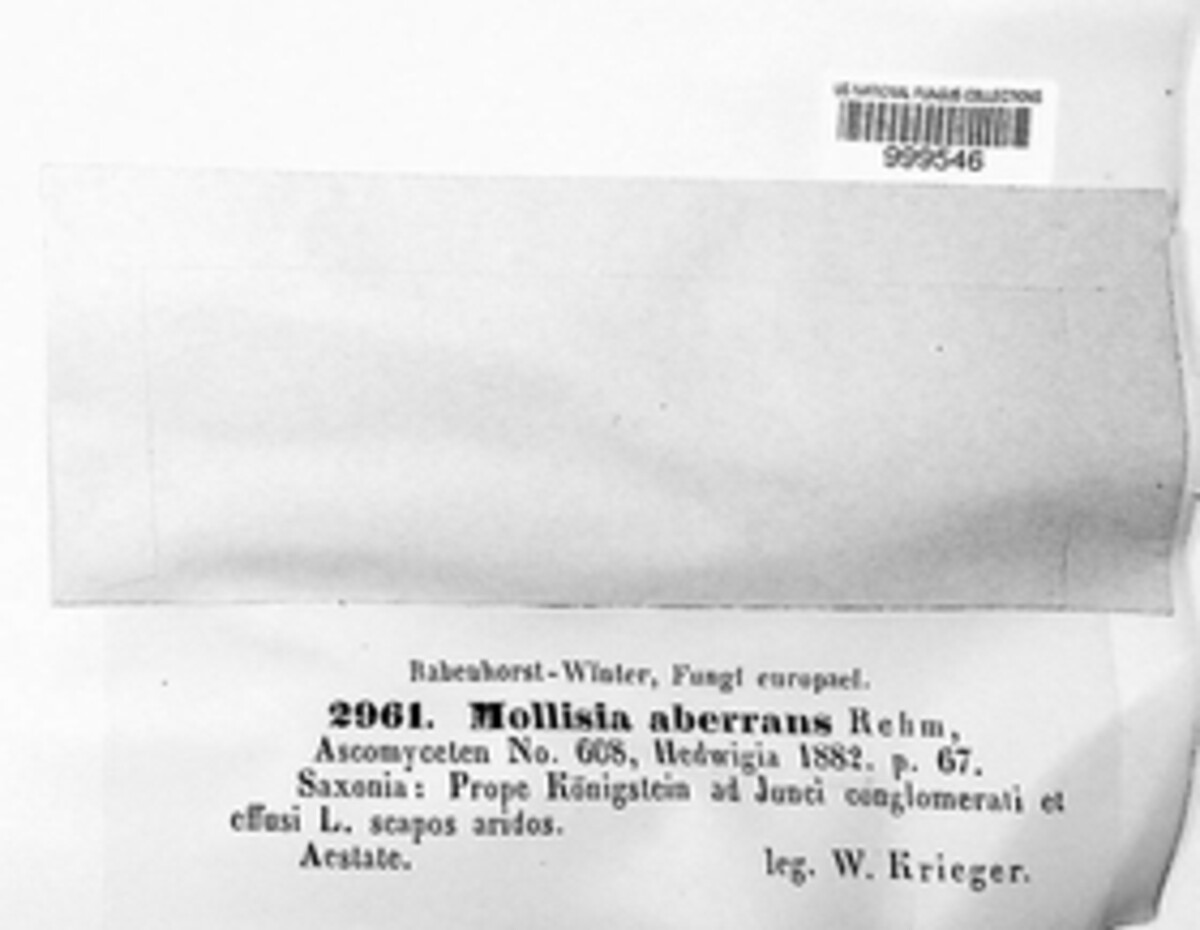 US NATIONAL FUNGUS COLLECTIONS
999546
Rabenhorst-Winter, Fungi europaei.
2961. Mollisia aberrans Rehm,
Ascomyceten No. 608, Hedwigia 1882. p. 67.
Saxonia: Prope Königstein ad Junci conglomerati et
effusi L. scapos aridos.
Aestate. leg. W. Krieger.